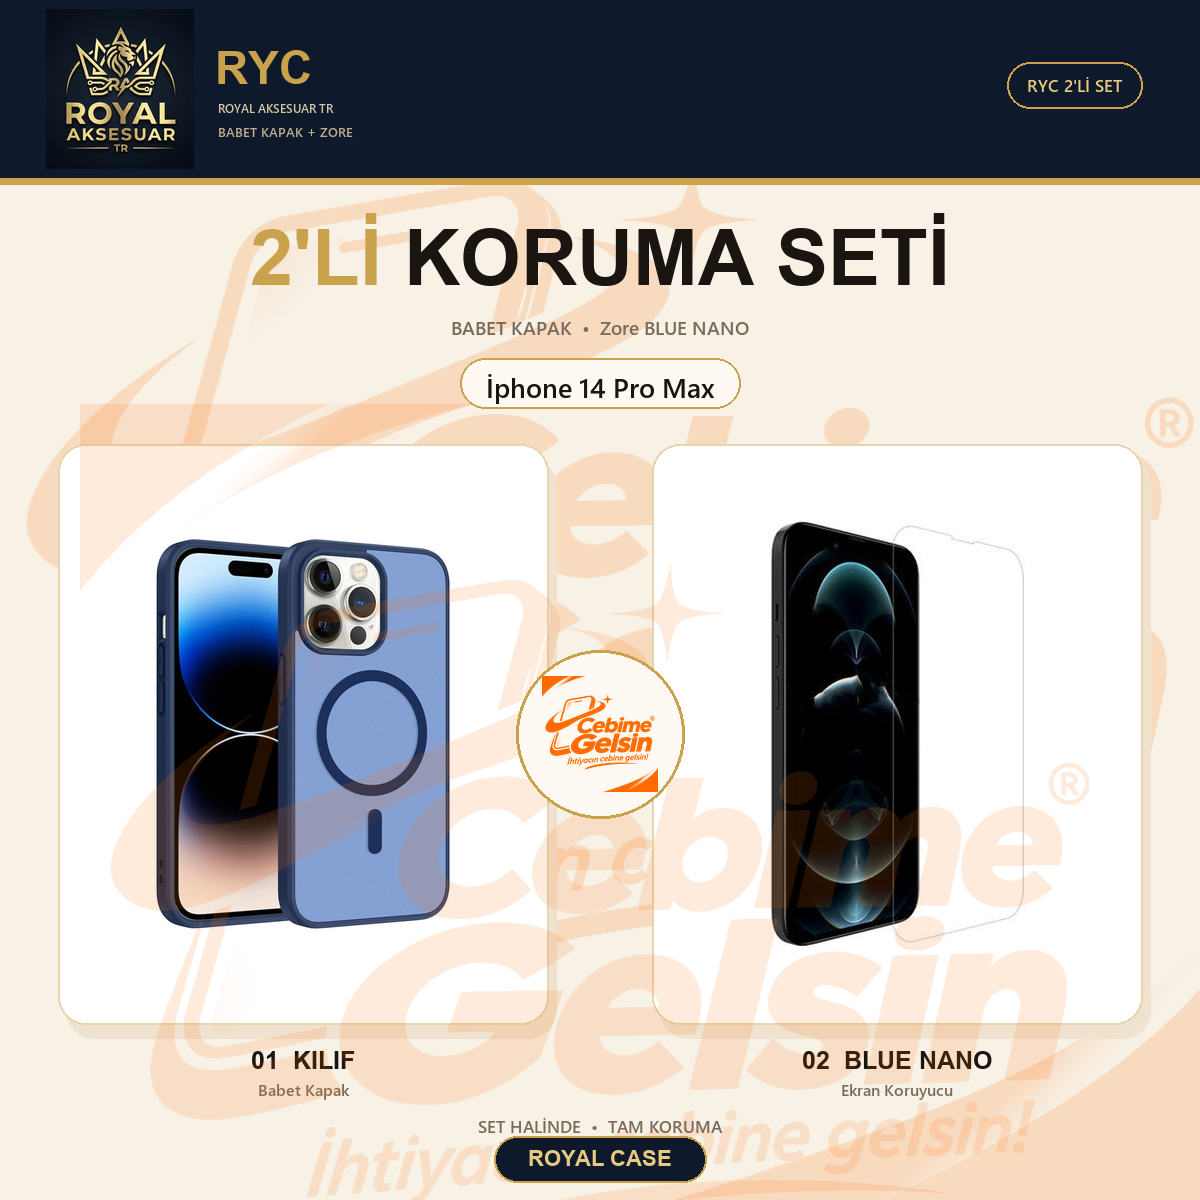 ROYAL
AKSESUAR
TR
RYC
ROYAL AKSESUAR TR
BABET KAPAK + ZORE
RYC 2'Lİ SET
2'Lİ KORUMA SETİ
BABET KAPAK • Zore BLUE NANO
İphone 14 Pro Max
Cebime®
Gelsin
İhtiyacın cebine gelsin!
Cebime®
Gelsin
01 KILIF
Babet Kapak
02 BLUE NANO
Ekran Koruyucu
SET HALİNDE • TAM KORUMA
ROYAL CASE